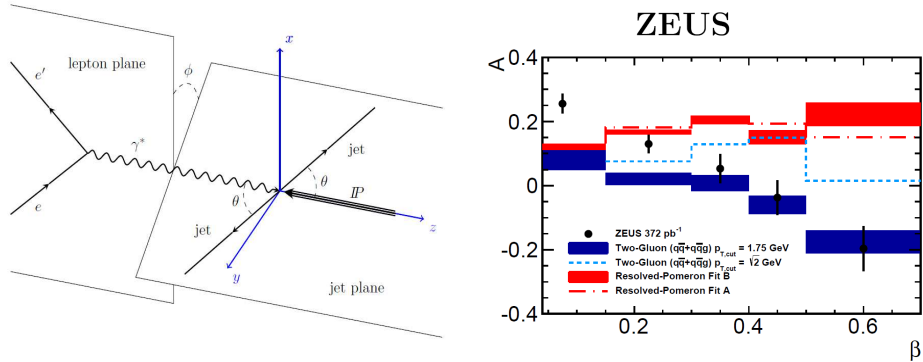 x
lepton plane
ϕ
e′
γ*
jet
θ
IP
e
θ
z
jet
y
jet plane
ZEUS
A
0.4
0.2
0
-0.2
-0.4
ZEUS 372 pb⁻¹
Two-Gluon (qq̅+qq̅g) p_{T,cut} = 1.75 GeV
Two-Gluon (qq̅+qq̅g) p_{T,cut} = √2 GeV
Resolved-Pomeron Fit B
Resolved-Pomeron Fit A
0.2 0.4 0.6
β